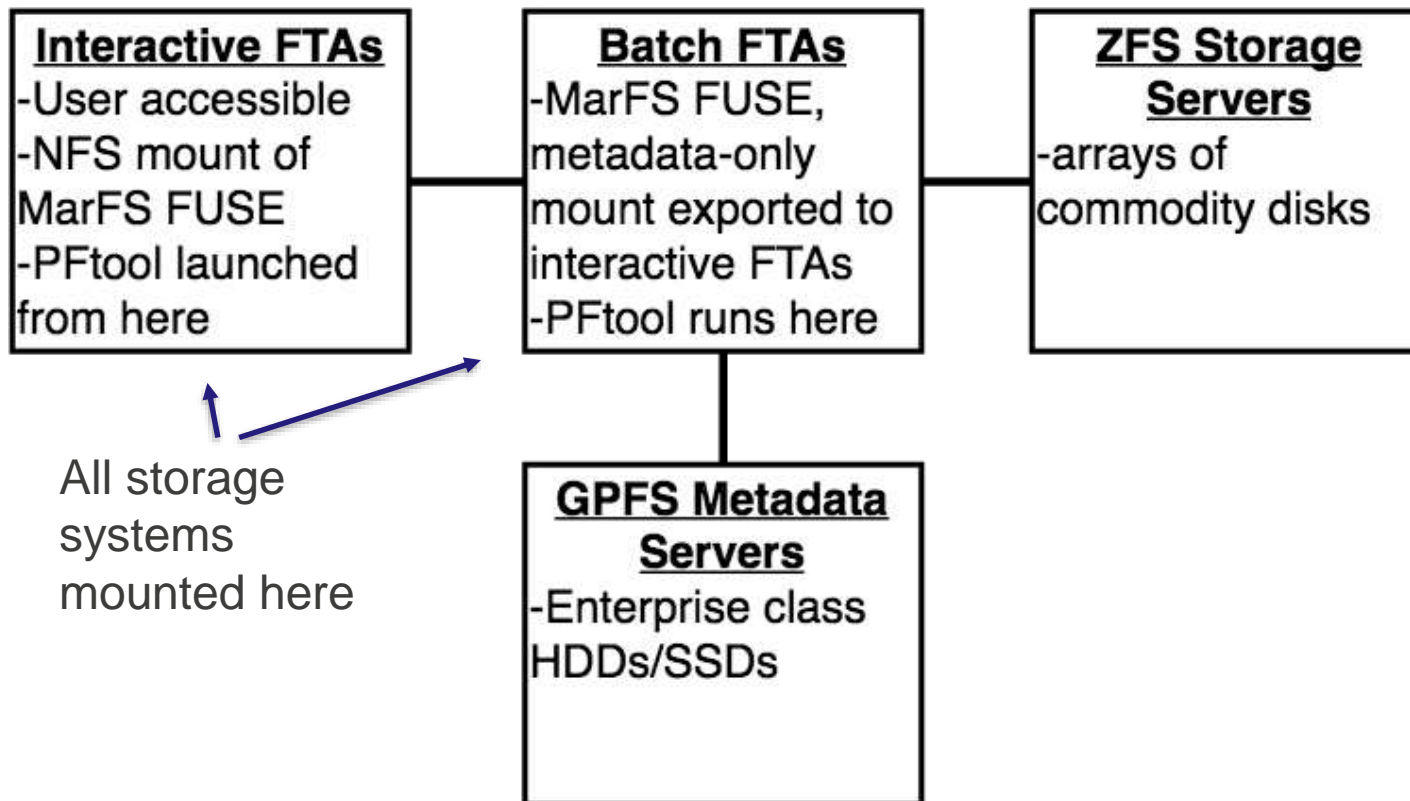 Interactive FTAs
-User accessible
-NFS mount of
MarFS FUSE
-PFtool launched
from here
Batch FTAs
-MarFS FUSE,
metadata-only
mount exported to
interactive FTAs
-PFtool runs here
ZFS Storage
Servers
-arrays of
commodity disks
All storage
systems
mounted here
GPFS Metadata
Servers
-Enterprise class
HDDs/SSDs